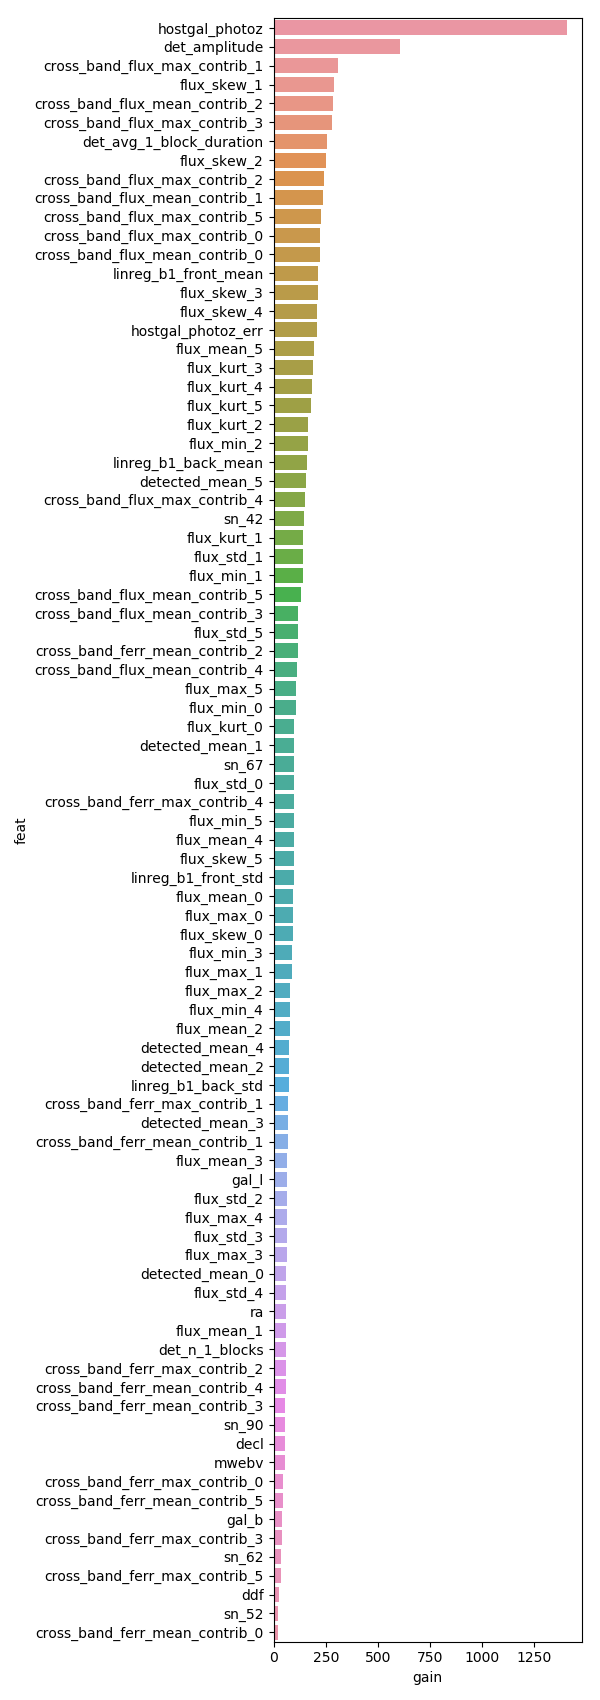 hostgal_photoz
det_amplitude
cross_band_flux_max_contrib_1
flux_skew_1
cross_band_flux_mean_contrib_2
cross_band_flux_max_contrib_3
det_avg_1_block_duration
flux_skew_2
cross_band_flux_max_contrib_2
cross_band_flux_mean_contrib_1
cross_band_flux_max_contrib_5
cross_band_flux_max_contrib_0
cross_band_flux_mean_contrib_0
linreg_b1_front_mean
flux_skew_3
flux_skew_4
hostgal_photoz_err
flux_mean_5
flux_kurt_3
flux_kurt_4
flux_kurt_5
flux_kurt_2
flux_min_2
linreg_b1_back_mean
detected_mean_5
cross_band_flux_max_contrib_4
sn_42
flux_kurt_1
flux_std_1
flux_min_1
cross_band_flux_mean_contrib_5
cross_band_flux_mean_contrib_3
flux_std_5
cross_band_ferr_mean_contrib_2
cross_band_flux_mean_contrib_4
flux_max_5
flux_min_0
flux_kurt_0
detected_mean_1
sn_67
flux_std_0
cross_band_ferr_max_contrib_4
flux_min_5
feat
flux_mean_4
flux_skew_5
linreg_b1_front_std
flux_mean_0
flux_max_0
flux_skew_0
flux_min_3
flux_max_1
flux_max_2
flux_min_4
flux_mean_2
detected_mean_4
detected_mean_2
linreg_b1_back_std
cross_band_ferr_max_contrib_1
detected_mean_3
cross_band_ferr_mean_contrib_1
flux_mean_3
gal_l
flux_std_2
flux_max_4
flux_std_3
flux_max_3
detected_mean_0
flux_std_4
ra
flux_mean_1
det_n_1_blocks
cross_band_ferr_max_contrib_2
cross_band_ferr_mean_contrib_4
cross_band_ferr_mean_contrib_3
sn_90
decl
mwebv
cross_band_ferr_max_contrib_0
cross_band_ferr_mean_contrib_5
gal_b
cross_band_ferr_max_contrib_3
sn_62
cross_band_ferr_max_contrib_5
ddf
sn_52
cross_band_ferr_mean_contrib_0
0 250 500 750 1000 1250
gain